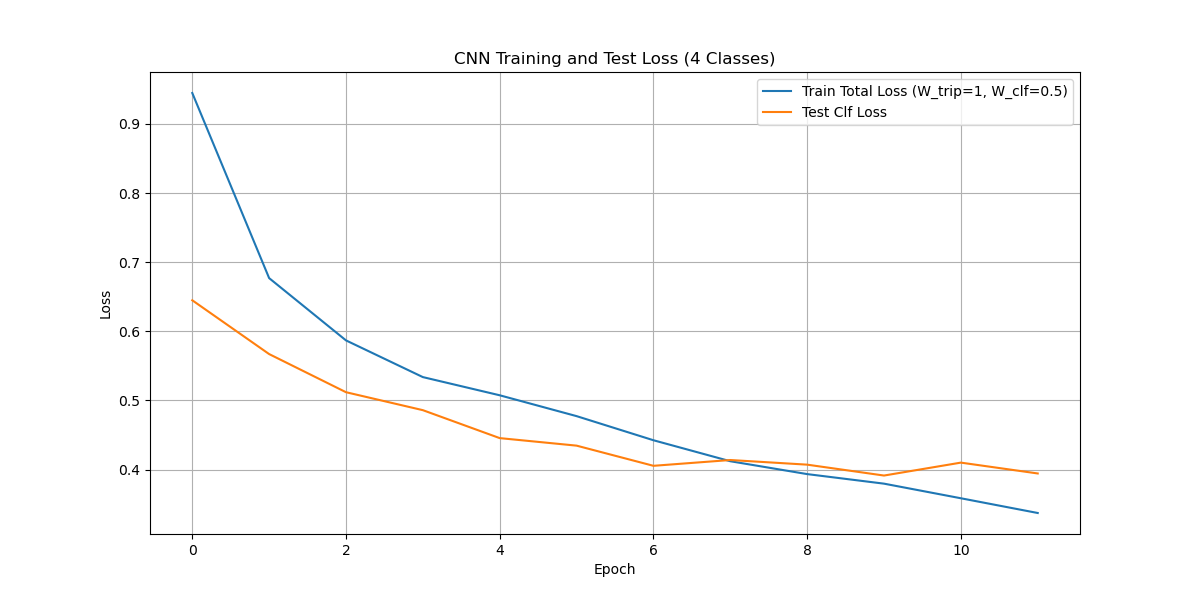 CNN Training and Test Loss (4 Classes)
Train Total Loss (W_trip=1, W_clf=0.5)
Test Clf Loss
Loss
0.9
0.8
0.7
0.6
0.5
0.4
0 2 4 6 8 10
Epoch